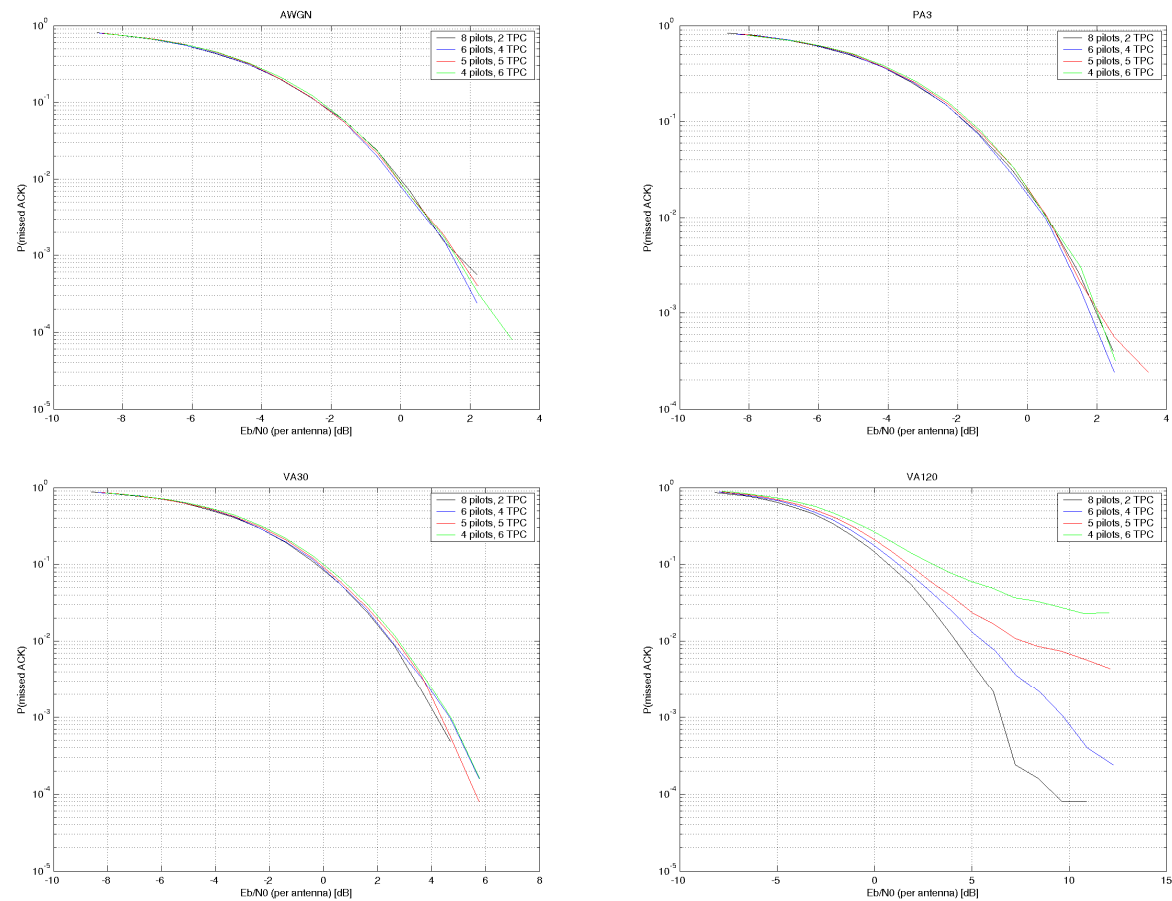 AWGN
10^0
10^-1
10^-2
10^-3
10^-4
10^-5
P(missed ACK)
8 pilots, 2 TPC
6 pilots, 4 TPC
5 pilots, 5 TPC
4 pilots, 6 TPC
-10 -8 -6 -4 -2 0 2 4
Eb/N0 (per antenna) [dB]
PA3
10^0
10^-1
10^-2
10^-3
10^-4
P(missed ACK)
8 pilots, 2 TPC
6 pilots, 4 TPC
5 pilots, 5 TPC
4 pilots, 6 TPC
-10 -8 -6 -4 -2 0 2 4
Eb/N0 (per antenna) [dB]
VA30
10^0
10^-1
10^-2
10^-3
10^-4
10^-5
P(missed ACK)
8 pilots, 2 TPC
6 pilots, 4 TPC
5 pilots, 5 TPC
4 pilots, 6 TPC
-10 -8 -6 -4 -2 0 2 4 6 8
Eb/N0 (per antenna) [dB]
VA120
10^0
10^-1
10^-2
10^-3
10^-4
10^-5
P(missed ACK)
8 pilots, 2 TPC
6 pilots, 4 TPC
5 pilots, 5 TPC
4 pilots, 6 TPC
-10 -5 0 5 10 15
Eb/N0 (per antenna) [dB]